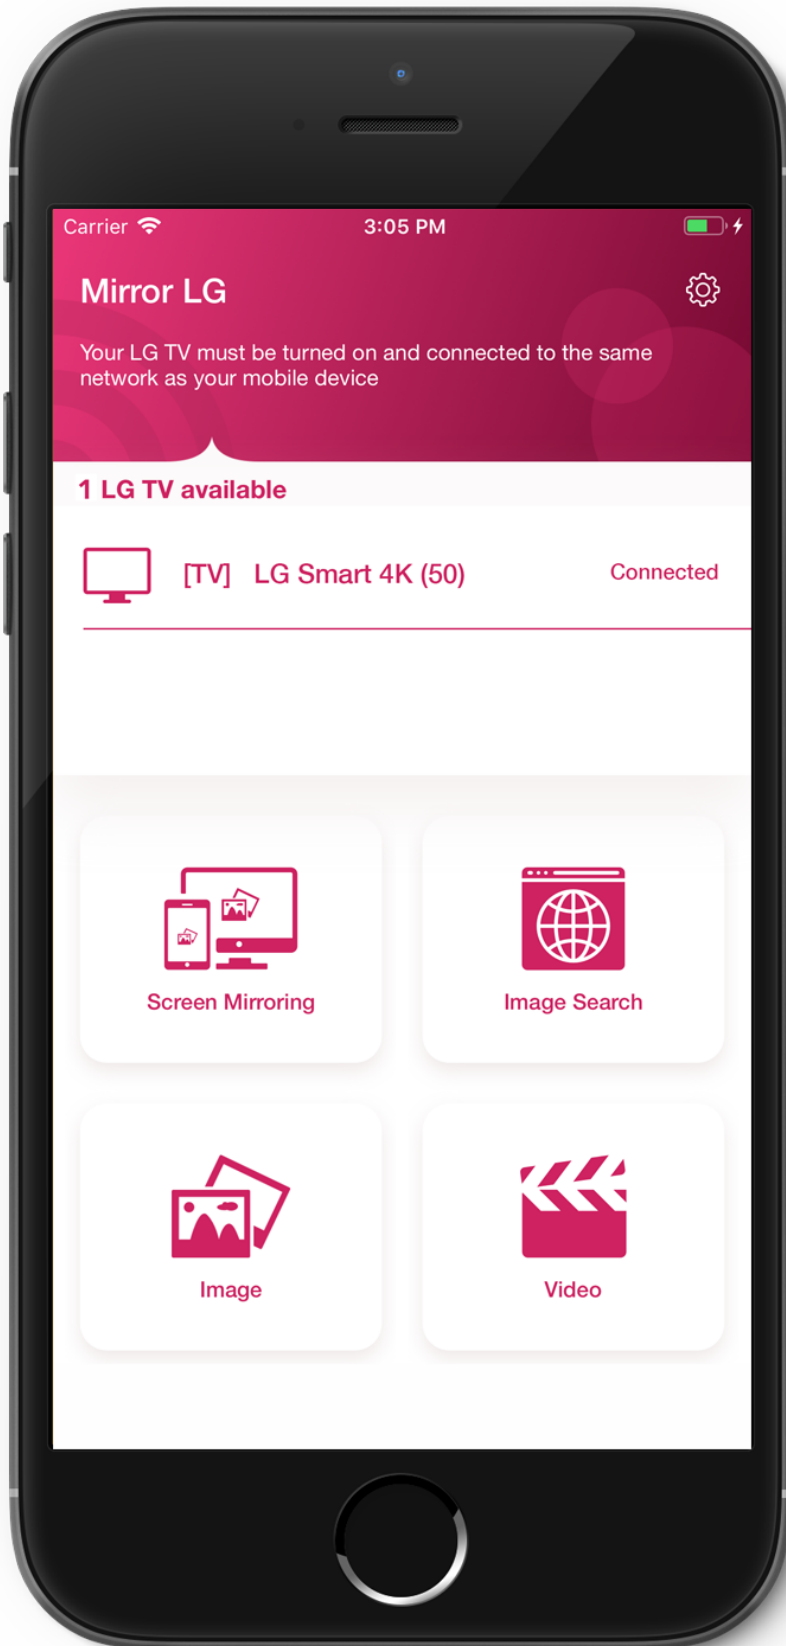 Carrier 3:05 PM
Mirror LG
Your LG TV must be turned on and connected to the same
network as your mobile device
1 LG TV available
[TV] LG Smart 4K (50) Connected
Screen Mirroring Image Search
Image Video